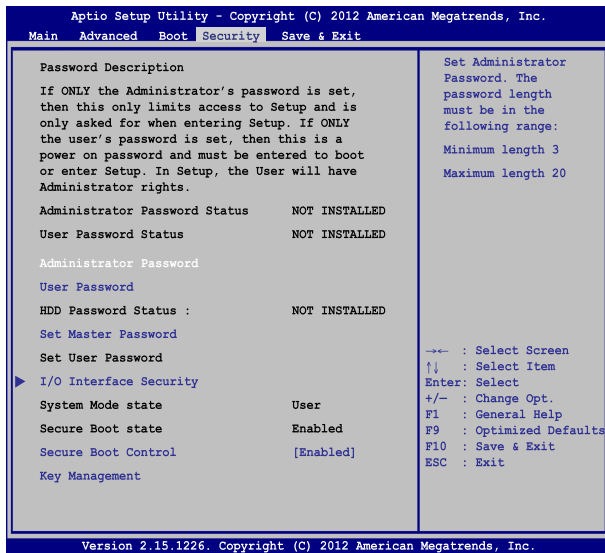 Aptio Setup Utility - Copyright (C) 2012 American Megatrends, Inc.
Main Advanced Boot Security Save & Exit
Password Description
If ONLY the Administrator's password is set,
then this only limits access to Setup and is
only asked for when entering Setup. If ONLY
the user's password is set, then this is a
power on password and must be entered to boot
or enter Setup. In Setup, the User will have
Administrator rights.
Administrator Password Status NOT INSTALLED
User Password Status NOT INSTALLED
Administrator Password
User Password
HDD Password Status : NOT INSTALLED
Set Master Password
Set User Password
I/O Interface Security
System Mode state User
Secure Boot state Enabled
Secure Boot Control [Enabled]
Key Management
Set Administrator
Password. The
password length
must be in the
following range:
Minimum length 3
Maximum length 20
→← : Select Screen
↑↓ : Select Item
Enter: Select
+/— : Change Opt.
F1 : General Help
F9 : Optimized Defaults
F10 : Save & Exit
ESC : Exit
Version 2.15.1226. Copyright (C) 2012 American Megatrends, Inc.